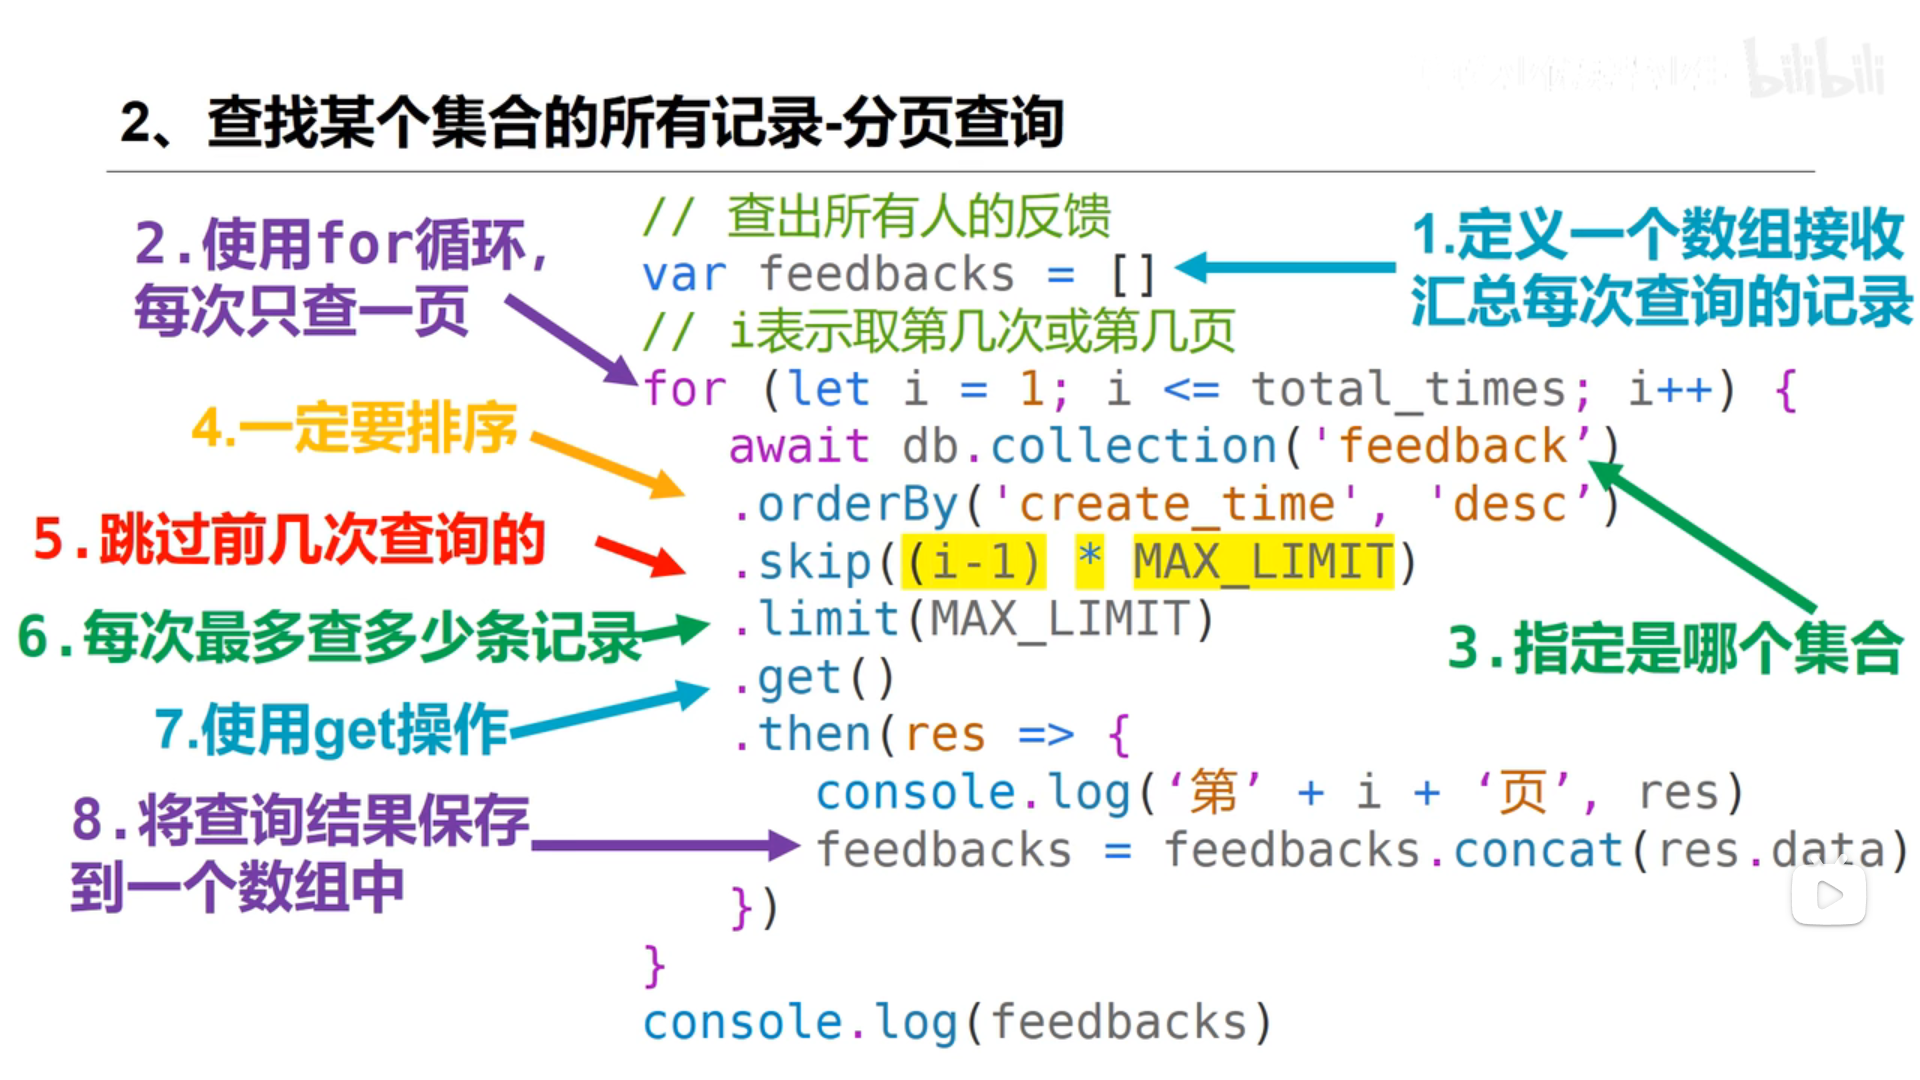 bilibili
2、查找某个集合的所有记录-分页查询
// 查出所有人的反馈
var feedbacks = []
// i表示取第几次或第几页
for (let i = 1; i <= total_times; i++) {
await db.collection('feedback’)
.orderBy('create_time', 'desc’)
.skip((i-1) * MAX_LIMIT)
.limit(MAX_LIMIT)
.get()
.then(res => {
console.log(‘第’ + i + ‘页’, res)
feedbacks = feedbacks.concat(res.data)
})
}
console.log(feedbacks)
1.定义一个数组接收
汇总每次查询的记录
2.使用for循环,
每次只查一页
3.指定是哪个集合
4.一定要排序
5.跳过前几次查询的
6.每次最多查多少条记录
7.使用get操作
8.将查询结果保存
到一个数组中